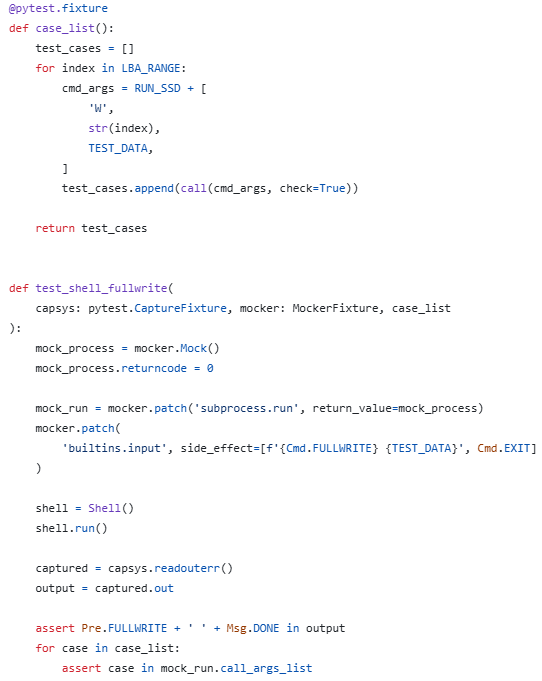 @pytest.fixture
def case_list():
    test_cases = []
    for index in LBA_RANGE:
        cmd_args = RUN_SSD + [
            'W',
            str(index),
            TEST_DATA,
        ]
        test_cases.append(call(cmd_args, check=True))

    return test_cases


def test_shell_fullwrite(
    capsys: pytest.CaptureFixture, mocker: MockerFixture, case_list
):
    mock_process = mocker.Mock()
    mock_process.returncode = 0

    mock_run = mocker.patch('subprocess.run', return_value=mock_process)
    mocker.patch(
        'builtins.input', side_effect=[f'{Cmd.FULLWRITE} {TEST_DATA}', Cmd.EXIT]
    )

    shell = Shell()
    shell.run()

    captured = capsys.readouterr()
    output = captured.out

    assert Pre.FULLWRITE + ' ' + Msg.DONE in output
    for case in case_list:
        assert case in mock_run.call_args_list